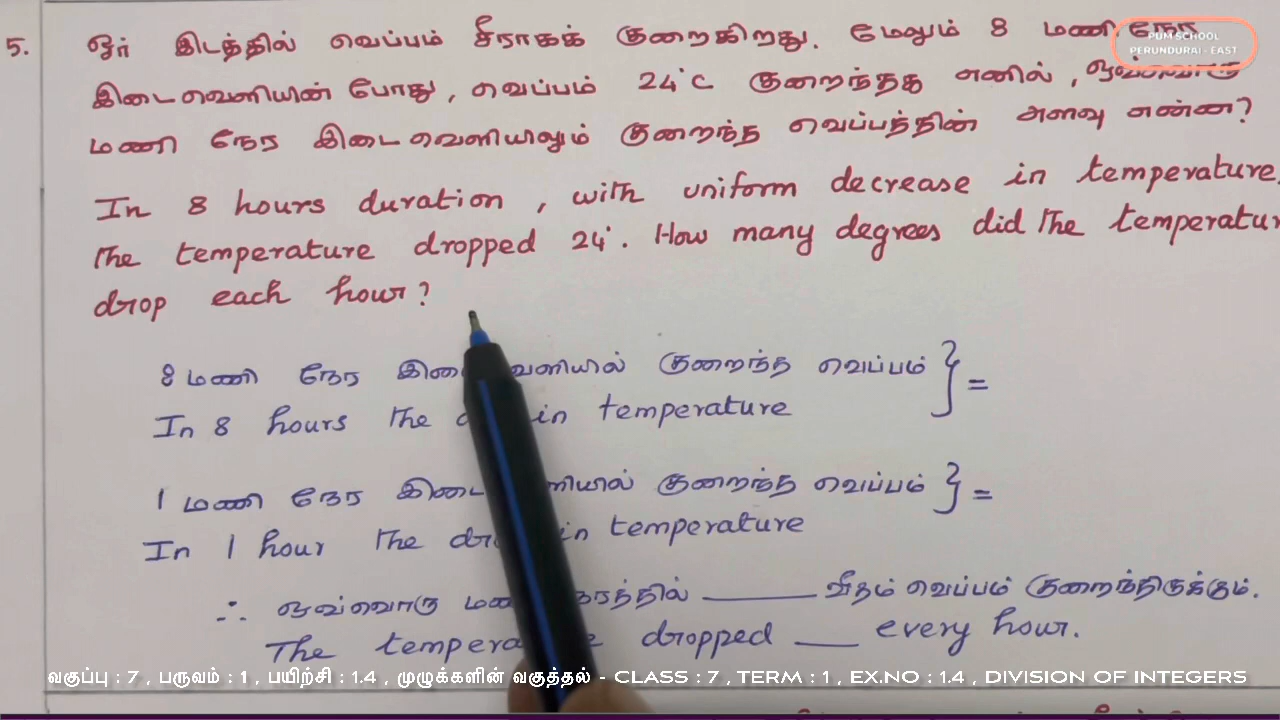 5. ஓர் இடத்தில் வெப்பம் சீராகக் குறைகிறது. மேலும் 8 மணி நேர
PUM SCHOOL
PERUNDURAI - EAST
இடைவெளியின் போது, வெப்பம் 24°C குறைந்தது எனில், ஒவ்வொரு
மணி நேர இடைவெளியிலும் குறைந்த வெப்பத்தின் அளவு என்ன?
In 8 hours duration, with uniform decrease in temperature,
the temperature dropped 24°. How many degrees did the temperatur
drop each hour?
8 மணி நேர இடை வெளியில் குறைந்த வெப்பம் } =
In 8 hours the in temperature
1 மணி நேர இடை வெளியில் குறைந்த வெப்பம் } =
In 1 hour the in temperature
∴ ஒவ்வொரு மணி நேரத்தில் ______ வீதம் வெப்பம் குறைந்திருக்கும்.
The temperature dropped ___ every hour.
வகுப்பு : 7 , பருவம் : 1 , பயிற்சி : 1.4 , முழுக்களின் வகுத்தல் - CLASS : 7 , TERM : 1 , EX.NO : 1.4 , DIVISION OF INTEGERS